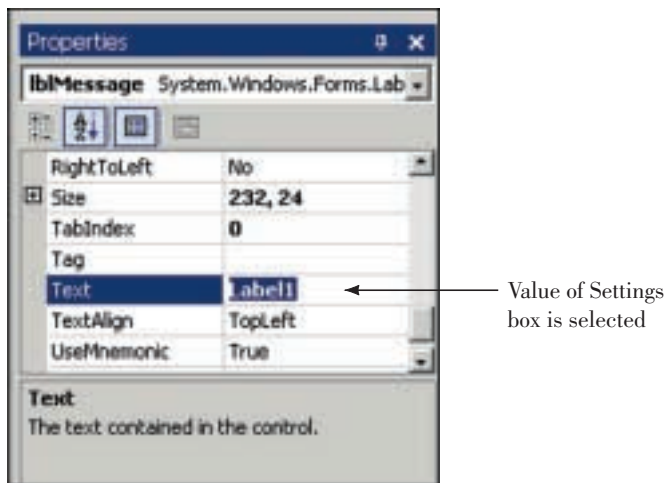 Properties
lblMessage System.Windows.Forms.Lab
RightToLeft No
Size 232, 24
TabIndex 0
Tag
Text Label1
TextAlign TopLeft
UseMnemonic True
Text
The text contained in the control.
Value of Settings
box is selected